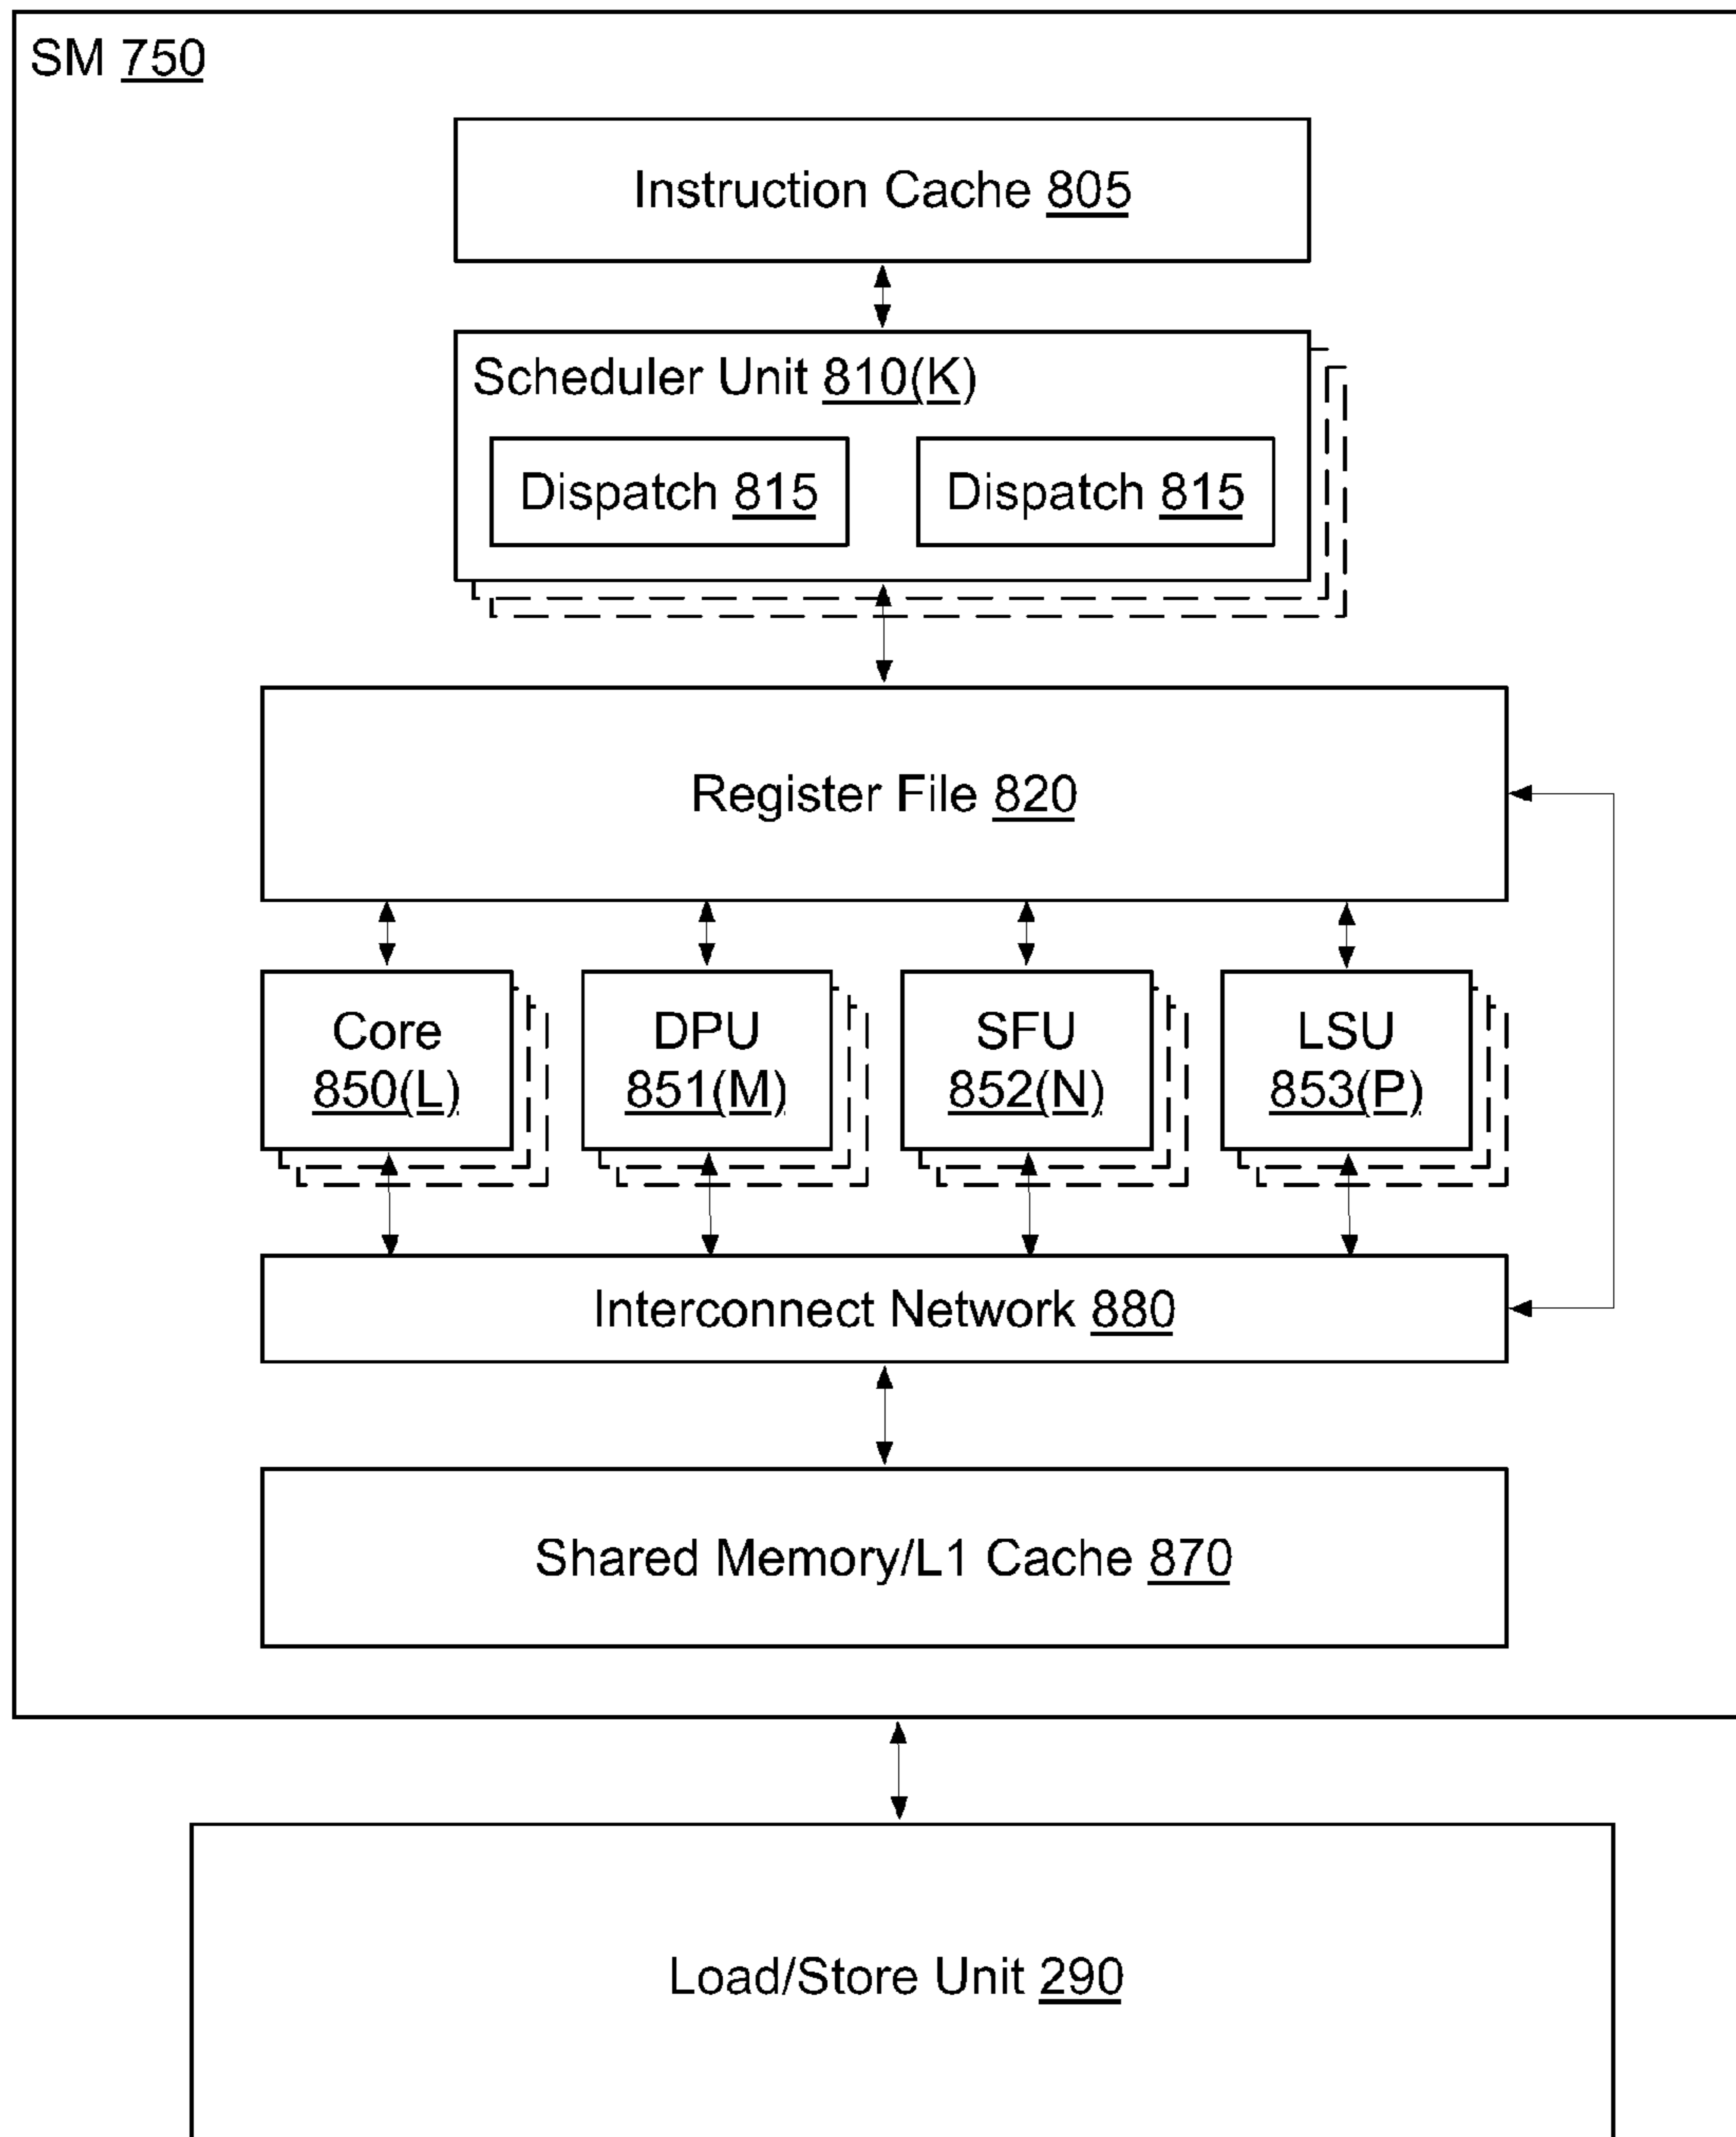 SM 750
Instruction Cache 805
Scheduler Unit 810(K)
Dispatch 815
Dispatch 815
Register File 820
Core
850(L)
DPU
851(M)
SFU
852(N)
LSU
853(P)
Interconnect Network 880
Shared Memory/L1 Cache 870
Load/Store Unit 290